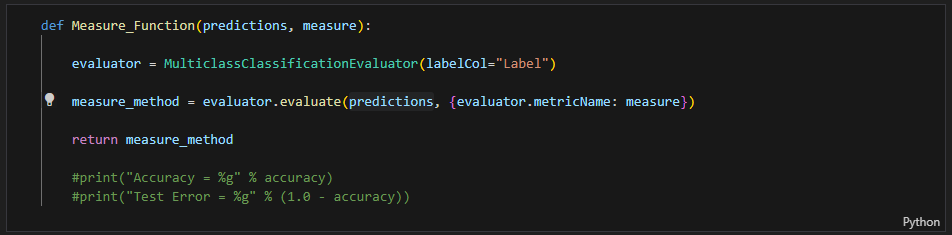 def Measure_Function(predictions, measure):
evaluator = MulticlassClassificationEvaluator(labelCol="Label")
measure_method = evaluator.evaluate(predictions, {evaluator.metricName: measure})
return measure_method
#print("Accuracy = %g" % accuracy)
#print("Test Error = %g" % (1.0 - accuracy))
Python